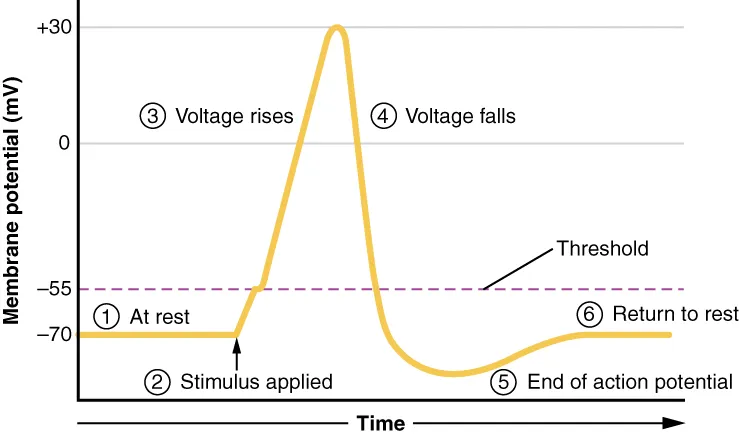 Membrane potential (mV)
+30
③ Voltage rises
④ Voltage falls
0
Threshold
–55
① At rest
⑥ Return to rest
–70
② Stimulus applied
⑤ End of action potential
Time